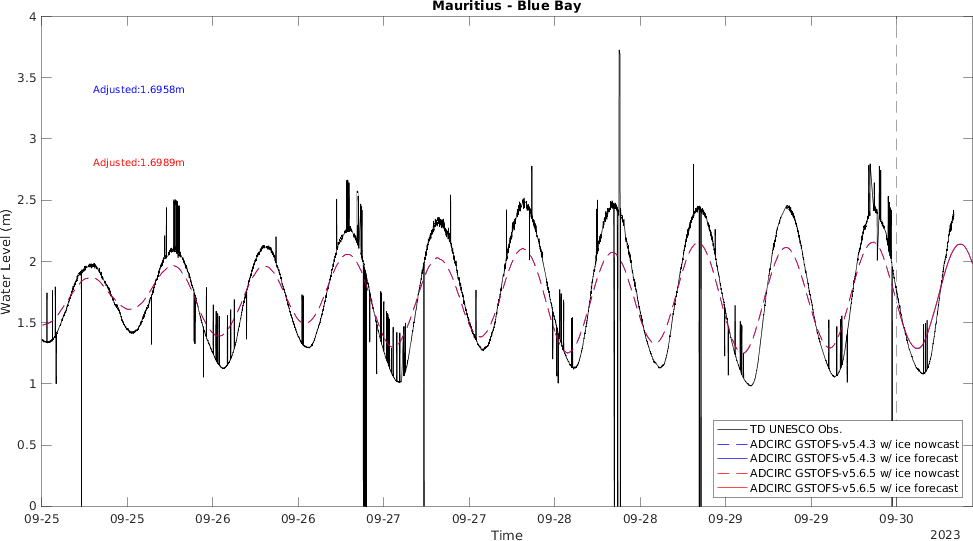 Mauritius - Blue Bay
Water Level (m)
4
3.5
3
2.5
2
1.5
1
0.5
0
Adjusted:1.6958m
Adjusted:1.6989m
TD UNESCO Obs.
ADCIRC GSTOFS-v5.4.3 w/ ice nowcast
ADCIRC GSTOFS-v5.4.3 w/ ice forecast
ADCIRC GSTOFS-v5.6.5 w/ ice nowcast
ADCIRC GSTOFS-v5.6.5 w/ ice forecast
09-25 09-25 09-26 09-26 09-27 09-27 09-28 09-28 09-29 09-29 09-30
Time
2023